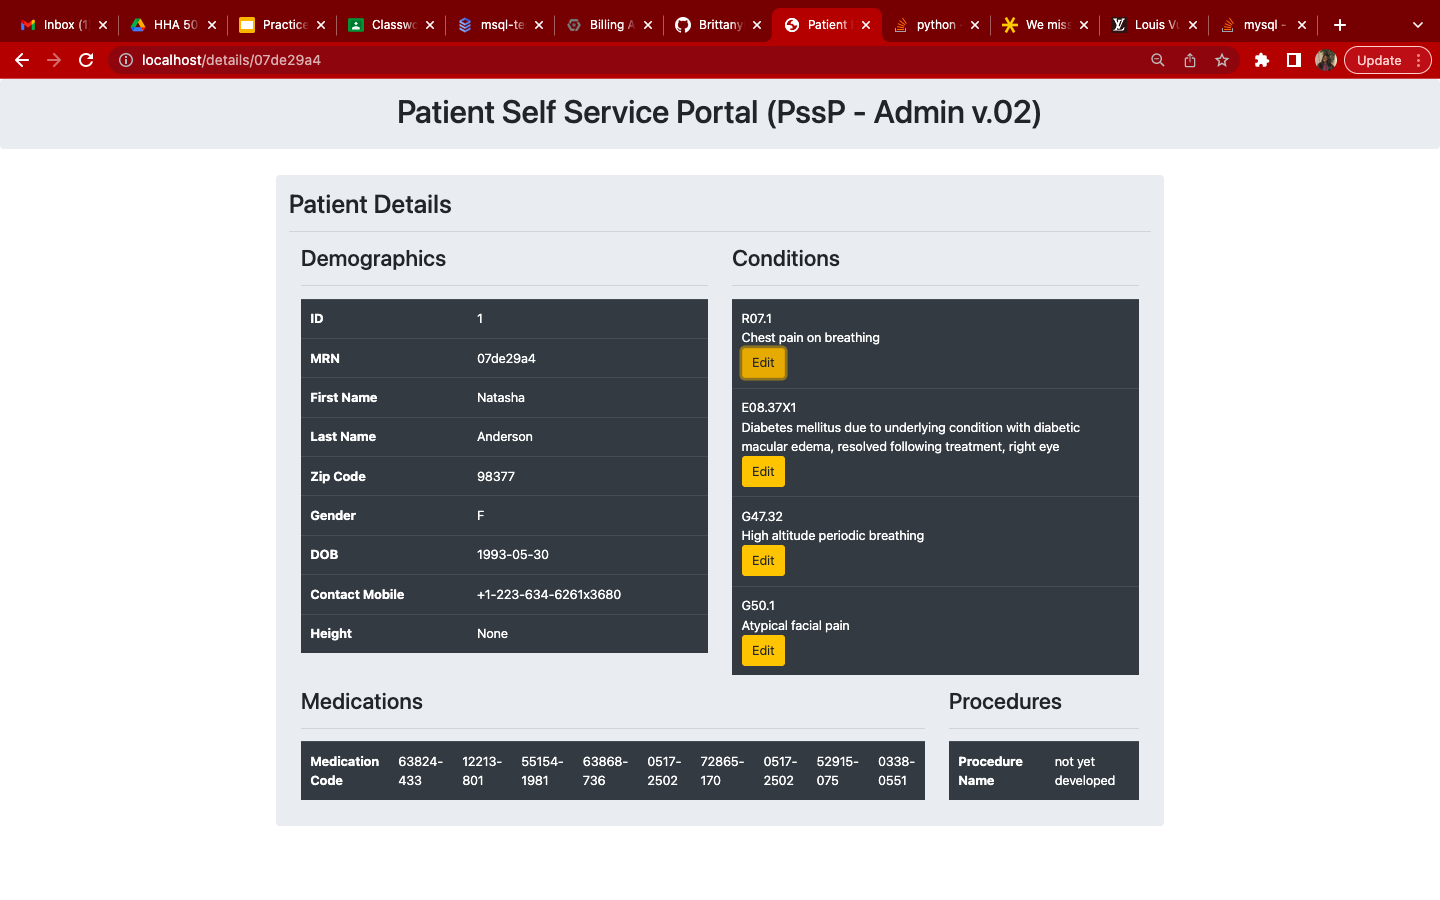 Inbox (1
HHA 50
Practice
Classwo
msql-te
Billing A
Brittany
Patient
python -
We miss
Louis Vu
mysql -
localhost/details/07de29a4
Update
Patient Self Service Portal (PssP - Admin v.02)
Patient Details
Demographics
ID 1
MRN 07de29a4
First Name Natasha
Last Name Anderson
Zip Code 98377
Gender F
DOB 1993-05-30
Contact Mobile +1-223-634-6261x3680
Height None
Conditions
R07.1
Chest pain on breathing
Edit
E08.37X1
Diabetes mellitus due to underlying condition with diabetic
macular edema, resolved following treatment, right eye
Edit
G47.32
High altitude periodic breathing
Edit
G50.1
Atypical facial pain
Edit
Medications
Medication 63824- 12213- 55154- 63868- 0517- 72865- 0517- 52915- 0338-
Code 433 801 1981 736 2502 170 2502 075 0551
Procedures
Procedure not yet
Name developed